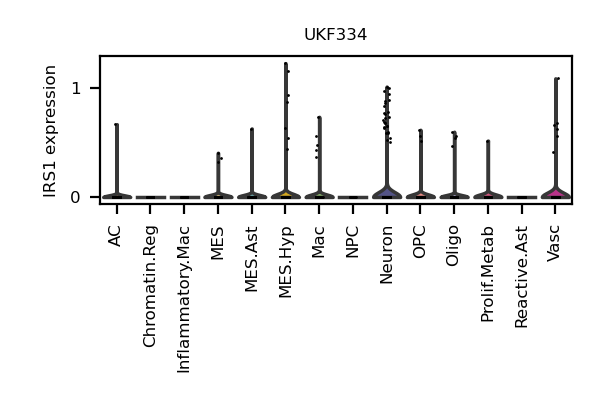 UKF334
IRS1 expression
1
0
AC
Chromatin.Reg
Inflammatory.Mac
MES
MES.Ast
MES.Hyp
Mac
NPC
Neuron
OPC
Oligo
Prolif.Metab
Reactive.Ast
Vasc